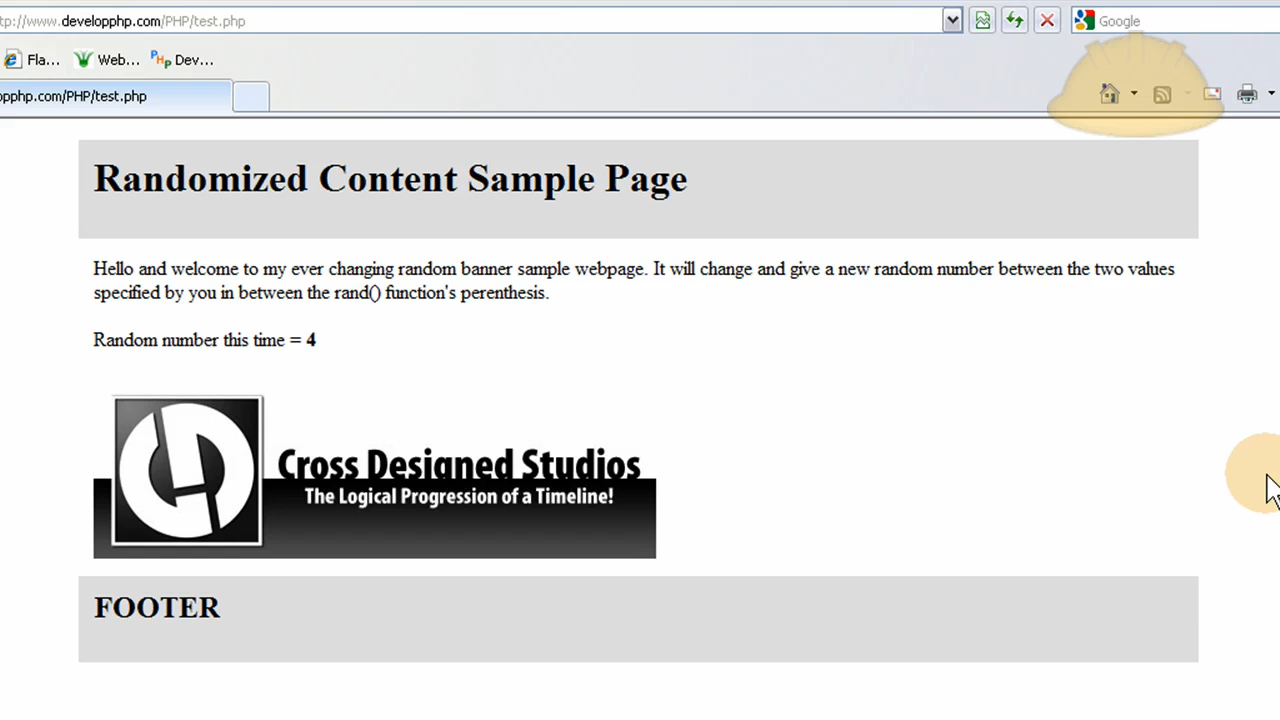 tp://www.developphp.com/PHP/test.php
Google
Fla... Web... PHp Dev...
opphp.com/PHP/test.php
Randomized Content Sample Page
Hello and welcome to my ever changing random banner sample webpage. It will change and give a new random number between the two values
specified by you in between the rand() function's perenthesis.
Random number this time = 4
Cross Designed Studios
The Logical Progression of a Timeline!
FOOTER